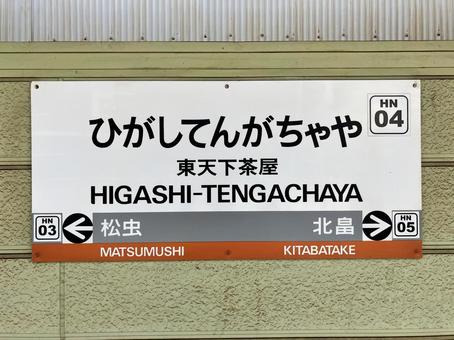 HN
04
ひがしてんがちゃや
東天下茶屋
HIGASHI-TENGACHAYA
HN
03
松虫
北畠
HN
05
MATSUMUSHI
KITABATAKE